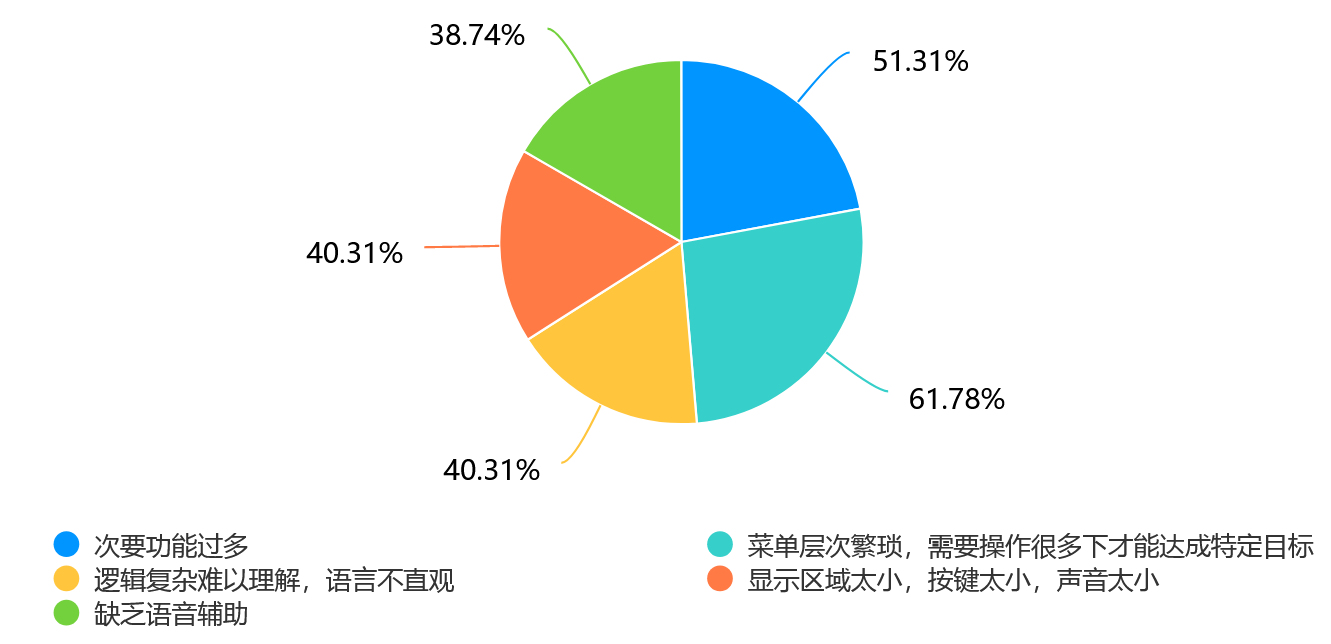 38.74%
51.31%
40.31%
61.78%
40.31%
次要功能过多
菜单层次繁琐，需要操作很多下才能达成特定目标
逻辑复杂难以理解，语言不直观
显示区域太小，按键太小，声音太小
缺乏语音辅助